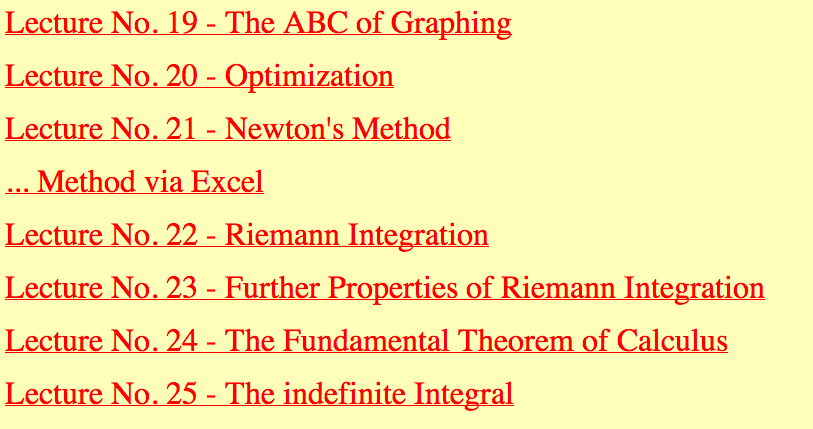 Lecture No. 19 - The ABC of Graphing
Lecture No. 20 - Optimization
Lecture No. 21 - Newton's Method
... Method via Excel
Lecture No. 22 - Riemann Integration
Lecture No. 23 - Further Properties of Riemann Integration
Lecture No. 24 - The Fundamental Theorem of Calculus
Lecture No. 25 - The indefinite Integral